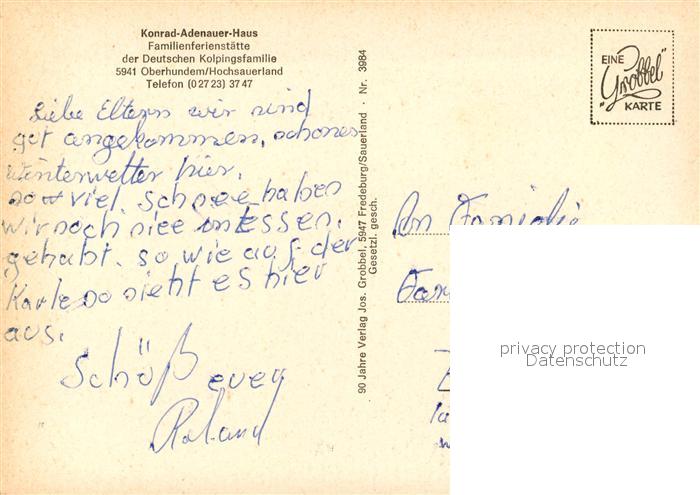 Konrad-Adenauer-Haus
Familienferienstätte
der Deutschen Kolpingsfamilie
5941 Oberhundem/Hochsauerland
Telefon (02723) 3747
Liebe Eltern wir sind
gut angekommen, schönes
Winterwetter hier.
so viel Schnee haben
wir noch nie in Essen.
gehabt. so wie auf der
Karte so sieht es hier
aus.
Schöß euer
Roland
90 Jahre Verlag Jos. Grobbel, 5947 Fredeburg/Sauerland · Nr. 3984
Gesetzl. gesch.
EINE
„Grobbel"
KARTE
An Familie
privacy protection
Datenschutz